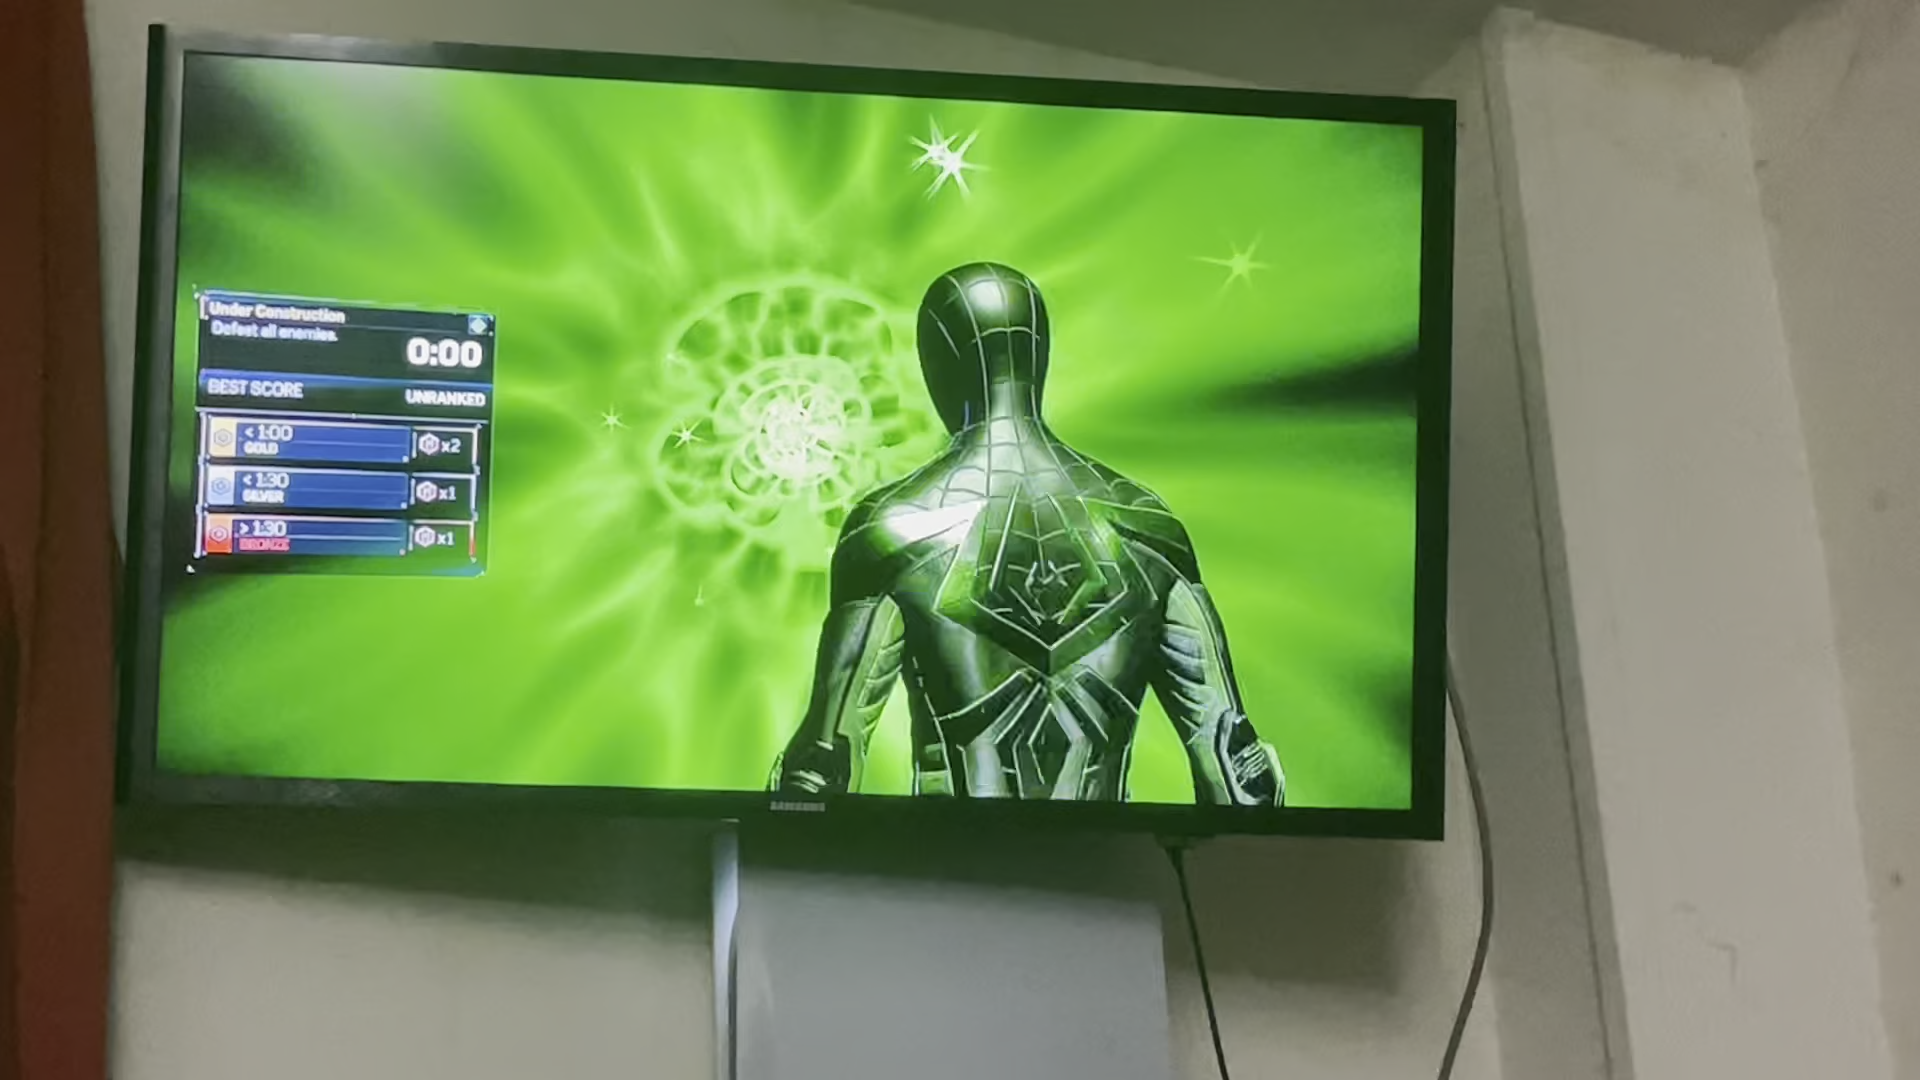 Under Construction
Defeat all enemies.
0:00
BEST SCORE
UNRANKED
< 1:00
GOLD
x2
< 1:30
SILVER
x1
> 1:30
BRONZE
x1
SAMSUNG